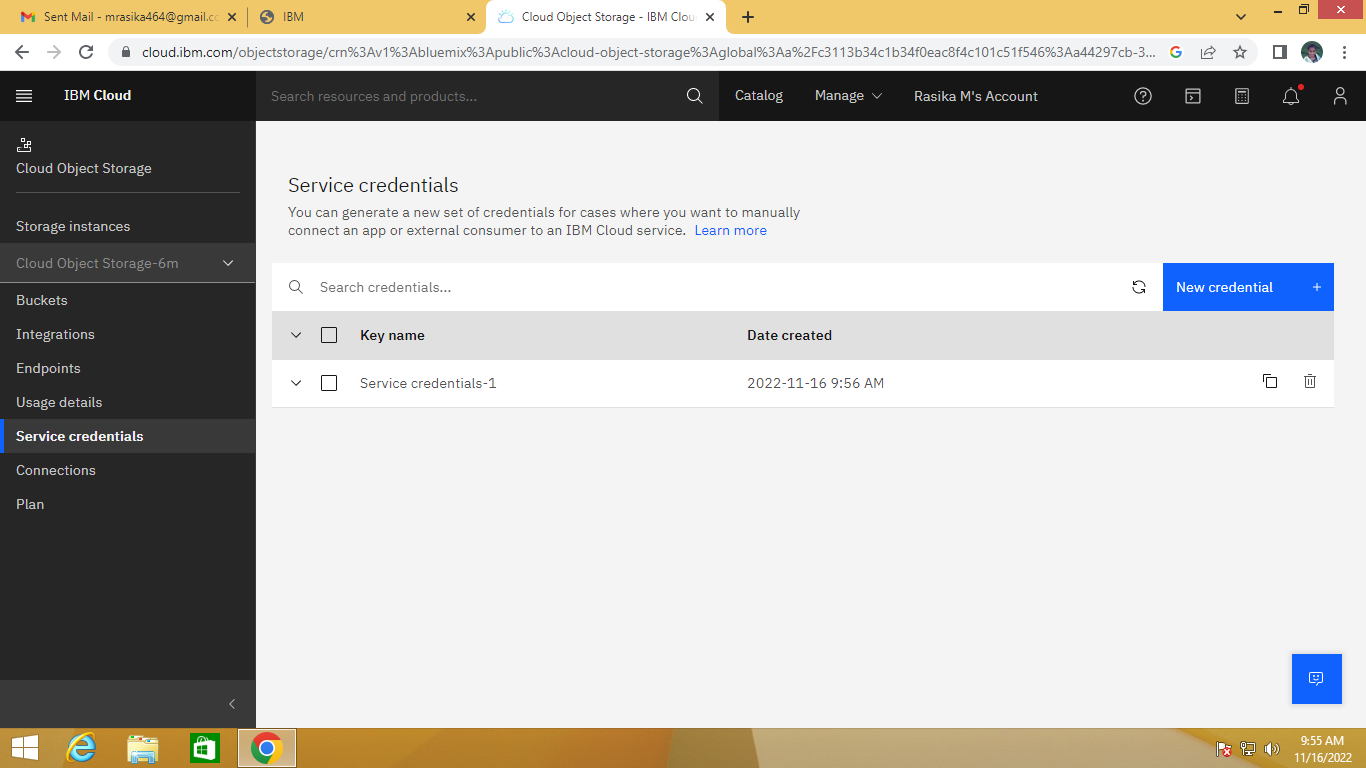 Sent Mail - mrasika464@gmail.cc
IBM
Cloud Object Storage - IBM Clou
cloud.ibm.com/objectstorage/crn%3Av1%3Abluemix%3Apublic%3Acloud-object-storage%3Aglobal%3Aa%2Fc3113b34c1b34f0eac8f4c101c51f546%3Aa44297cb-3...
IBM Cloud
Search resources and products...
Catalog
Manage
Rasika M's Account
Cloud Object Storage
Storage instances
Cloud Object Storage-6m
Buckets
Integrations
Endpoints
Usage details
Service credentials
Connections
Plan
Service credentials
You can generate a new set of credentials for cases where you want to manually
connect an app or external consumer to an IBM Cloud service. Learn more
Search credentials...
New credential +
Key name Date created
Service credentials-1 2022-11-16 9:56 AM
9:55 AM
11/16/2022